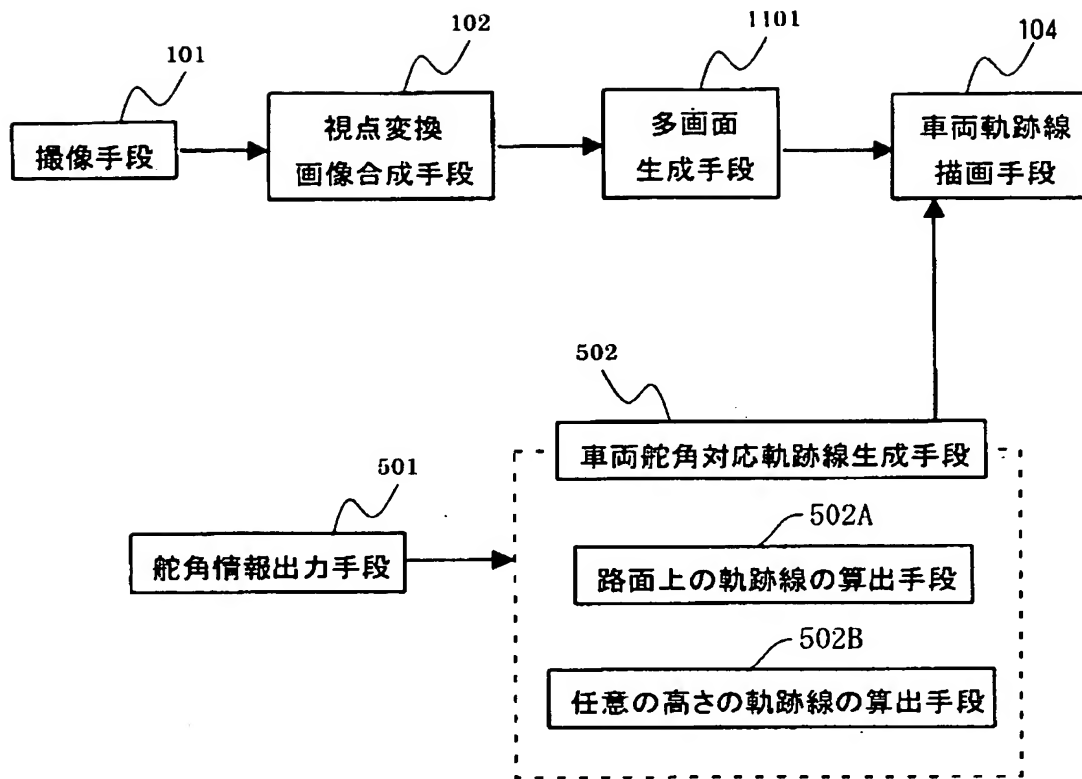 101
撮像手段
102
視点変換
画像合成手段
1101
多画面
生成手段
104
車両軌跡線
描画手段
502
車両舵角対応軌跡線生成手段
501
舵角情報出力手段
502A
路面上の軌跡線の算出手段
502B
任意の高さの軌跡線の算出手段